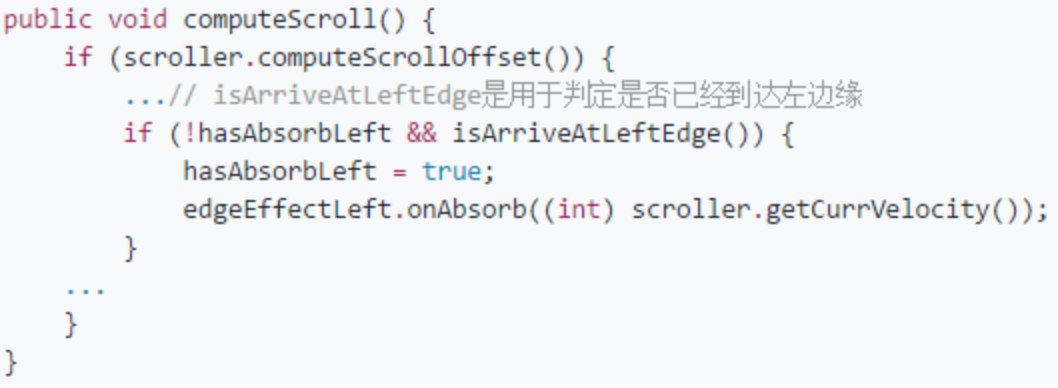 public void computeScroll() {
if (scroller.computeScrollOffset()) {
...// isArriveAtLeftEdge是用于判定是否已经到达左边缘
if (!hasAbsorbLeft && isArriveAtLeftEdge()) {
hasAbsorbLeft = true;
edgeEffectLeft.onAbsorb((int) scroller.getCurrVelocity());
}
...
}
}